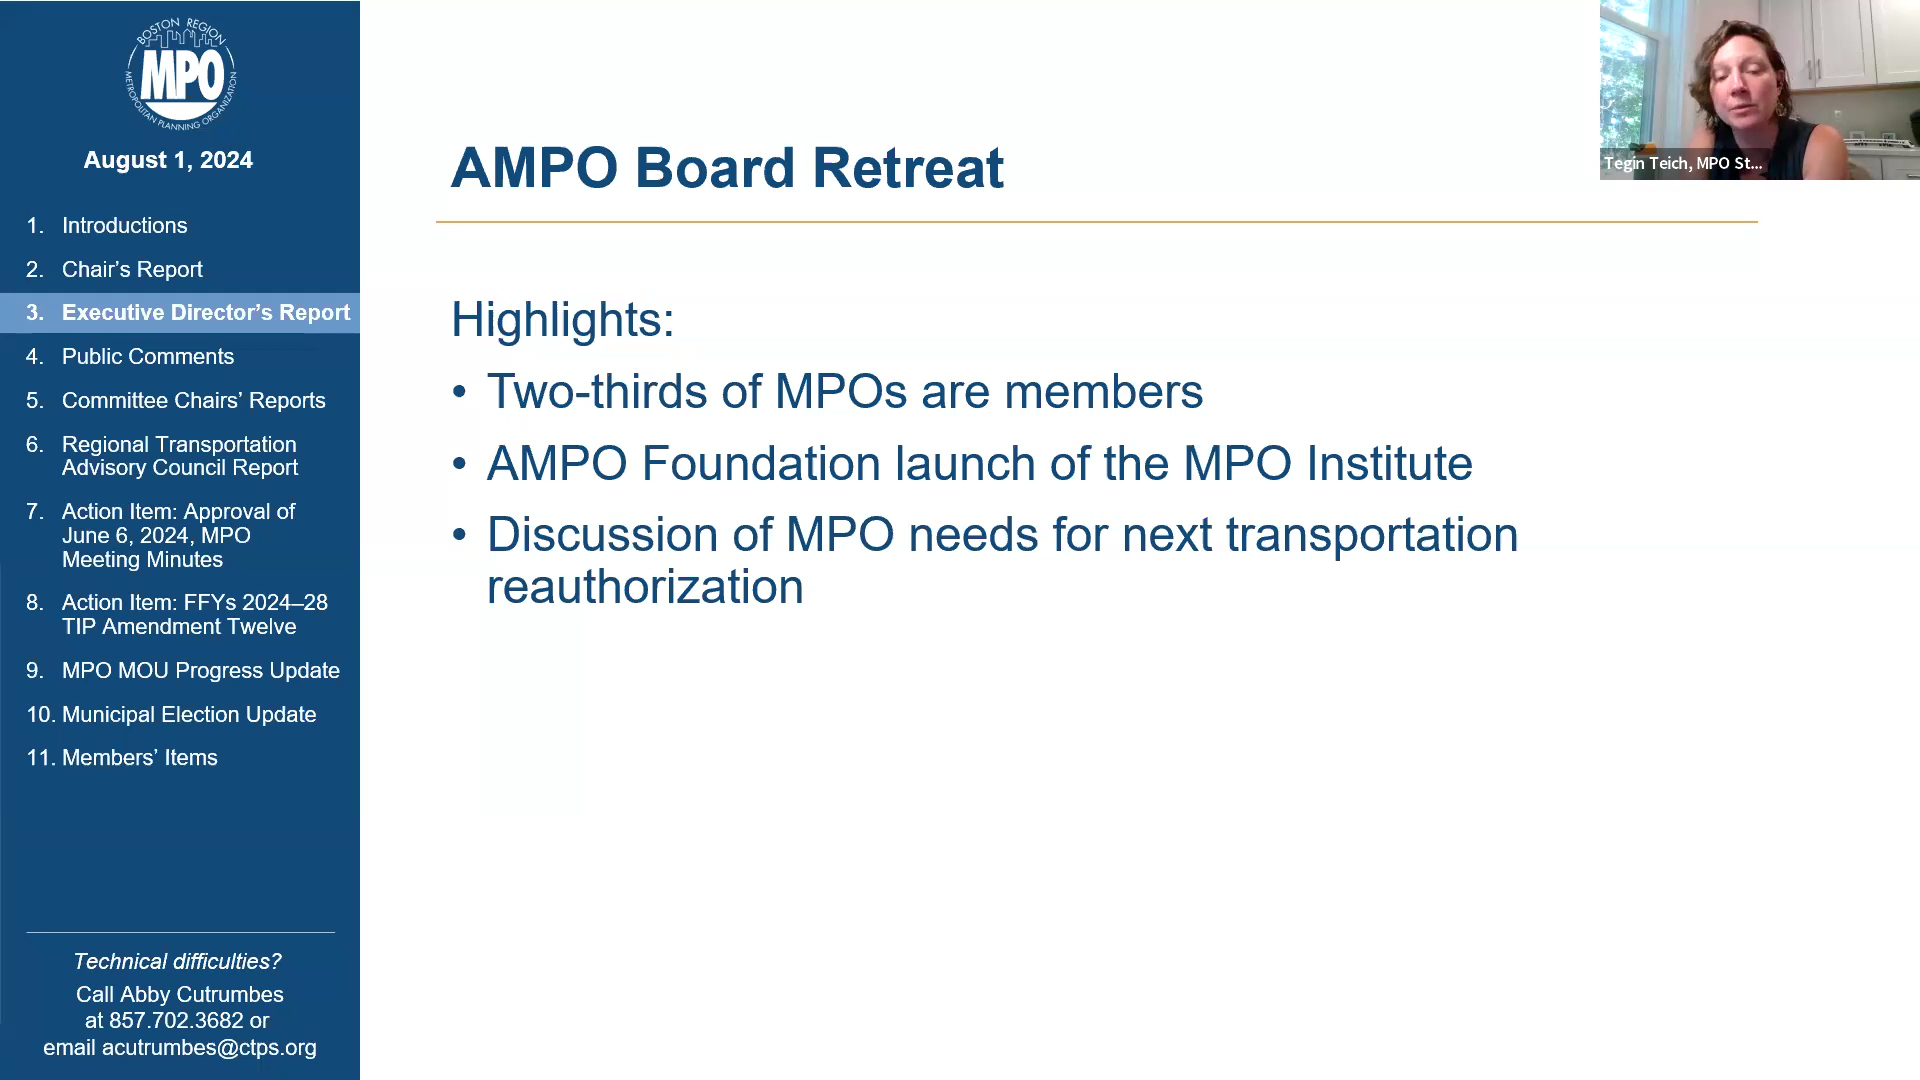 BOSTON REGION
MPO
METROPOLITAN PLANNING ORGANIZATION
August 1, 2024
1. Introductions
2. Chair’s Report
3. Executive Director’s Report
4. Public Comments
5. Committee Chairs’ Reports
6. Regional Transportation
Advisory Council Report
7. Action Item: Approval of
June 6, 2024, MPO
Meeting Minutes
8. Action Item: FFYs 2024–28
TIP Amendment Twelve
9. MPO MOU Progress Update
10. Municipal Election Update
11. Members’ Items
Technical difficulties?
Call Abby Cutrumbes
at 857.702.3682 or
email acutrumbes@ctps.org
AMPO Board Retreat
Highlights:
• Two-thirds of MPOs are members
• AMPO Foundation launch of the MPO Institute
• Discussion of MPO needs for next transportation
reauthorization
Tegin Teich, MPO St...